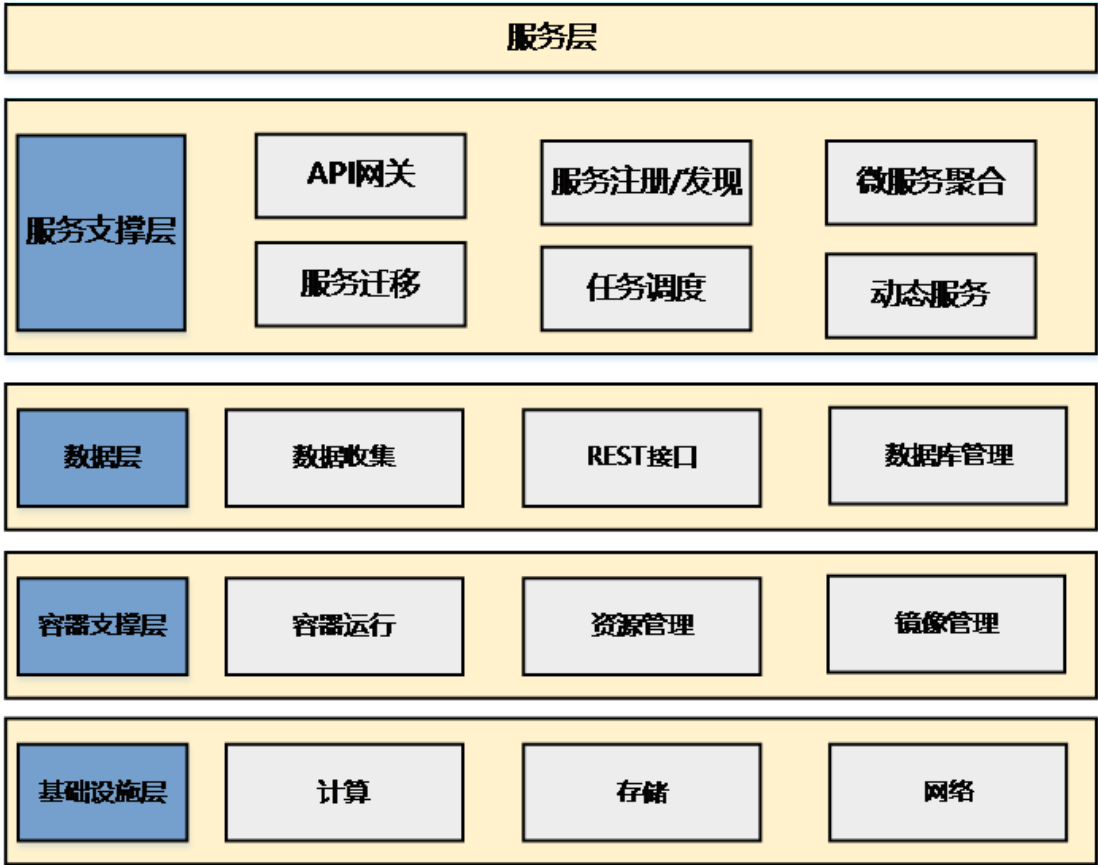 服务层
服务支撑层
API网关
服务注册/发现
微服务聚合
服务迁移
任务调度
动态服务
数据层
数据收集
REST接口
数据库管理
容器支撑层
容器运行
资源管理
镜像管理
基础设施层
计算
存储
网络